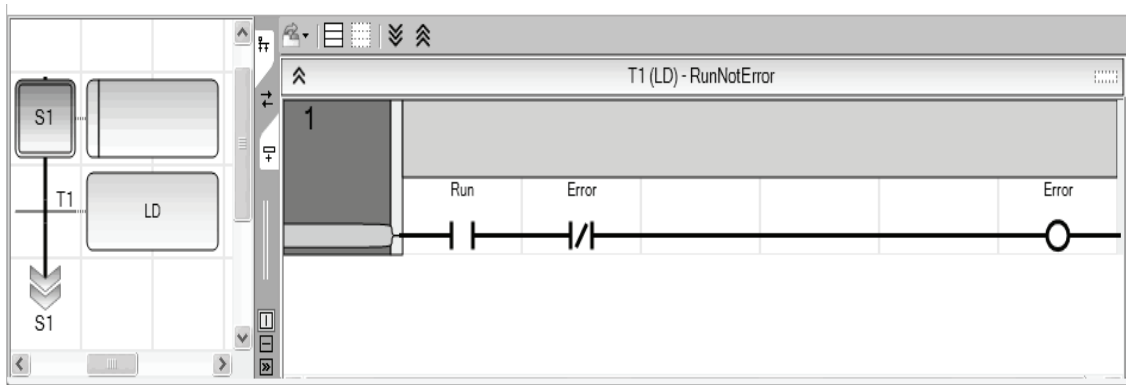 T1 (LD) - RunNotError
S1
1
Run Error Error
T1
LD
S1